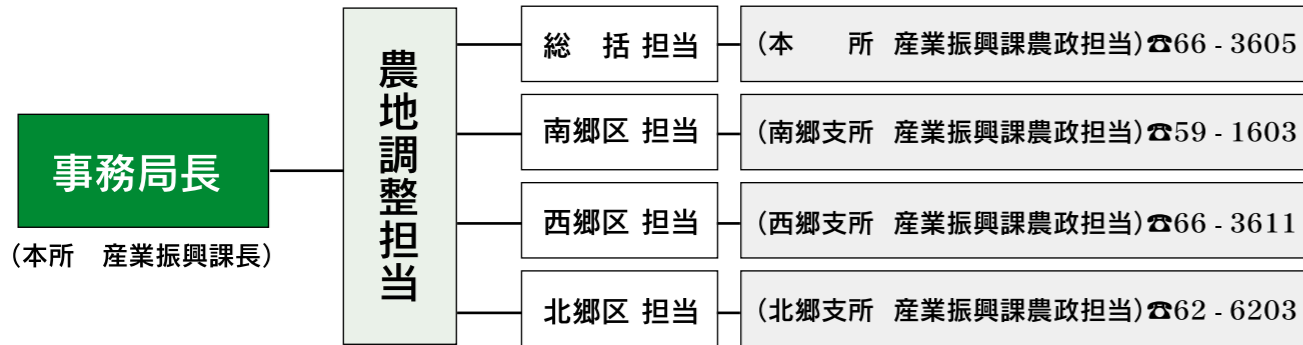 事務局長
(本所　産業振興課長)
農地調整担当
総　括 担当
(本　　所 産業振興課農政担当)☎66 - 3605
南郷区 担当
(南郷支所 産業振興課農政担当)☎59 - 1603
西郷区 担当
(西郷支所 産業振興課農政担当)☎66 - 3611
北郷区 担当
(北郷支所 産業振興課農政担当)☎62 - 6203